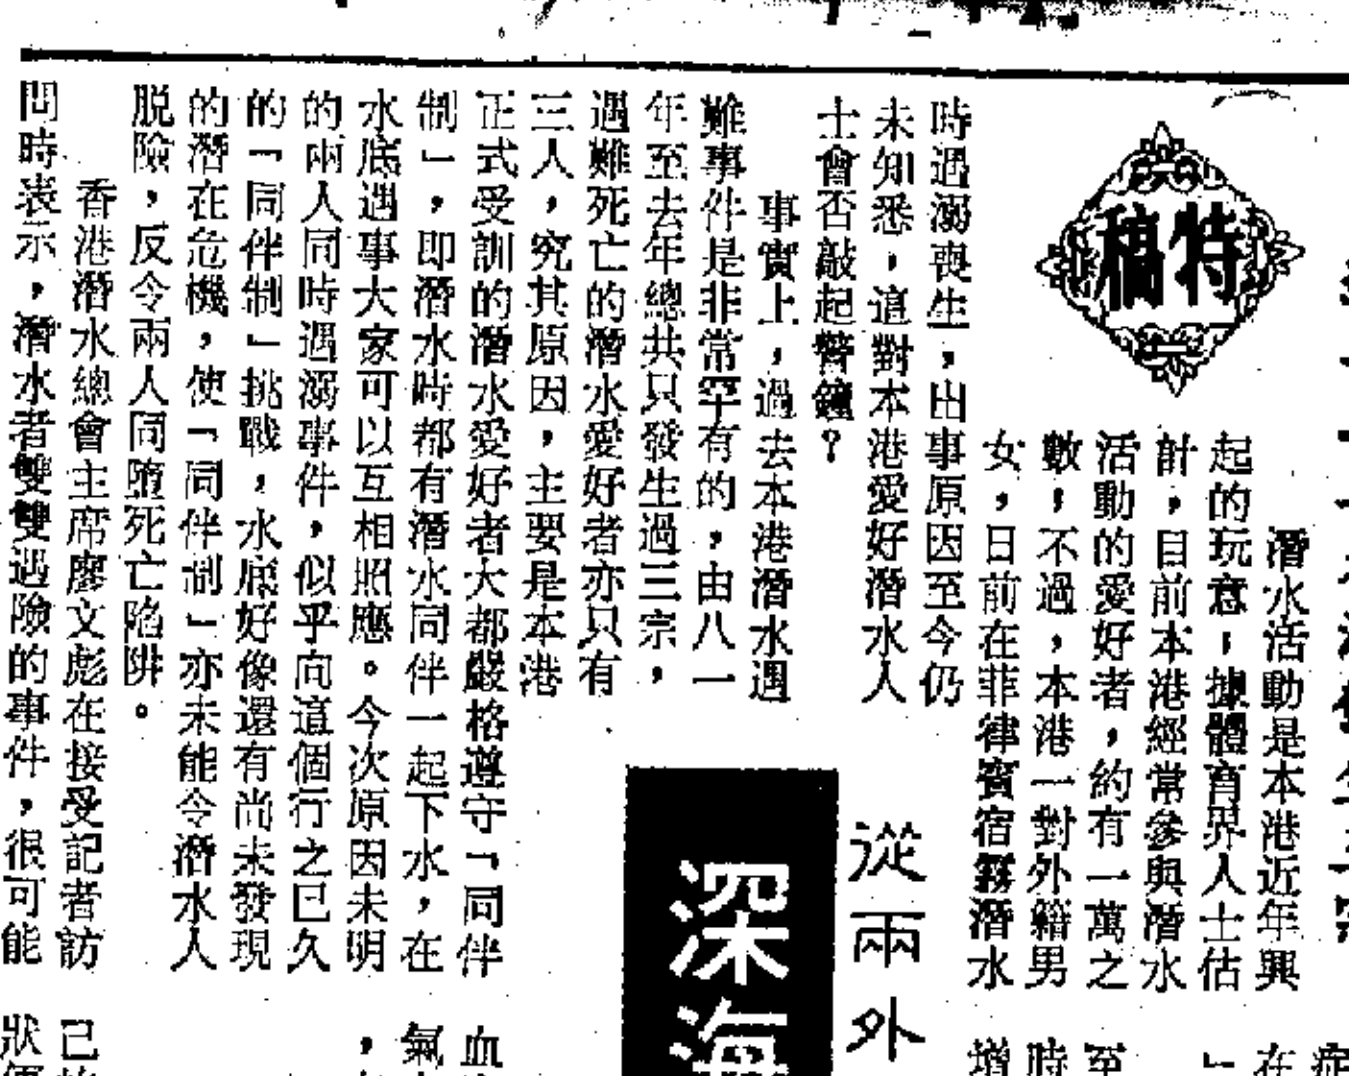 特稿
潛水活動是本港近年興
起的玩意，據體育界人士估
計，目前本港經常參與潛水
活動的愛好者，約有一萬之
數，不過，本港一對外籍男
女，日前在菲律賓宿霧潛水
時遇溺喪生，出事原因至今仍
未知悉，這對本港愛好潛水人
士會否敲起警鐘？
事實上，過去本港潛水遇
難事件是非常罕有的，由八一
年至去年總共只發生過三宗，
遇難死亡的潛水愛好者亦只有
三人，究其原因，主要是本港
正式受訓的潛水愛好者大都嚴格遵守「同伴
制」，即潛水時都有潛水同伴一起下水，在
水底遇事大家可以互相照應。今次原因未明
的兩人同時遇溺事件，似乎向這個行之已久
的「同伴制」挑戰，水底好像還有尚未發現
的潛在危機，使「同伴制」亦未能令潛水人
脱險，反令兩人同墮死亡陷阱。
香港潛水總會主席廖文彪在接受記者訪
問時表示，潛水者雙雙遇險的事件，很可能
從兩外
深海
症
在
至
時
增
血
氣
已
狀